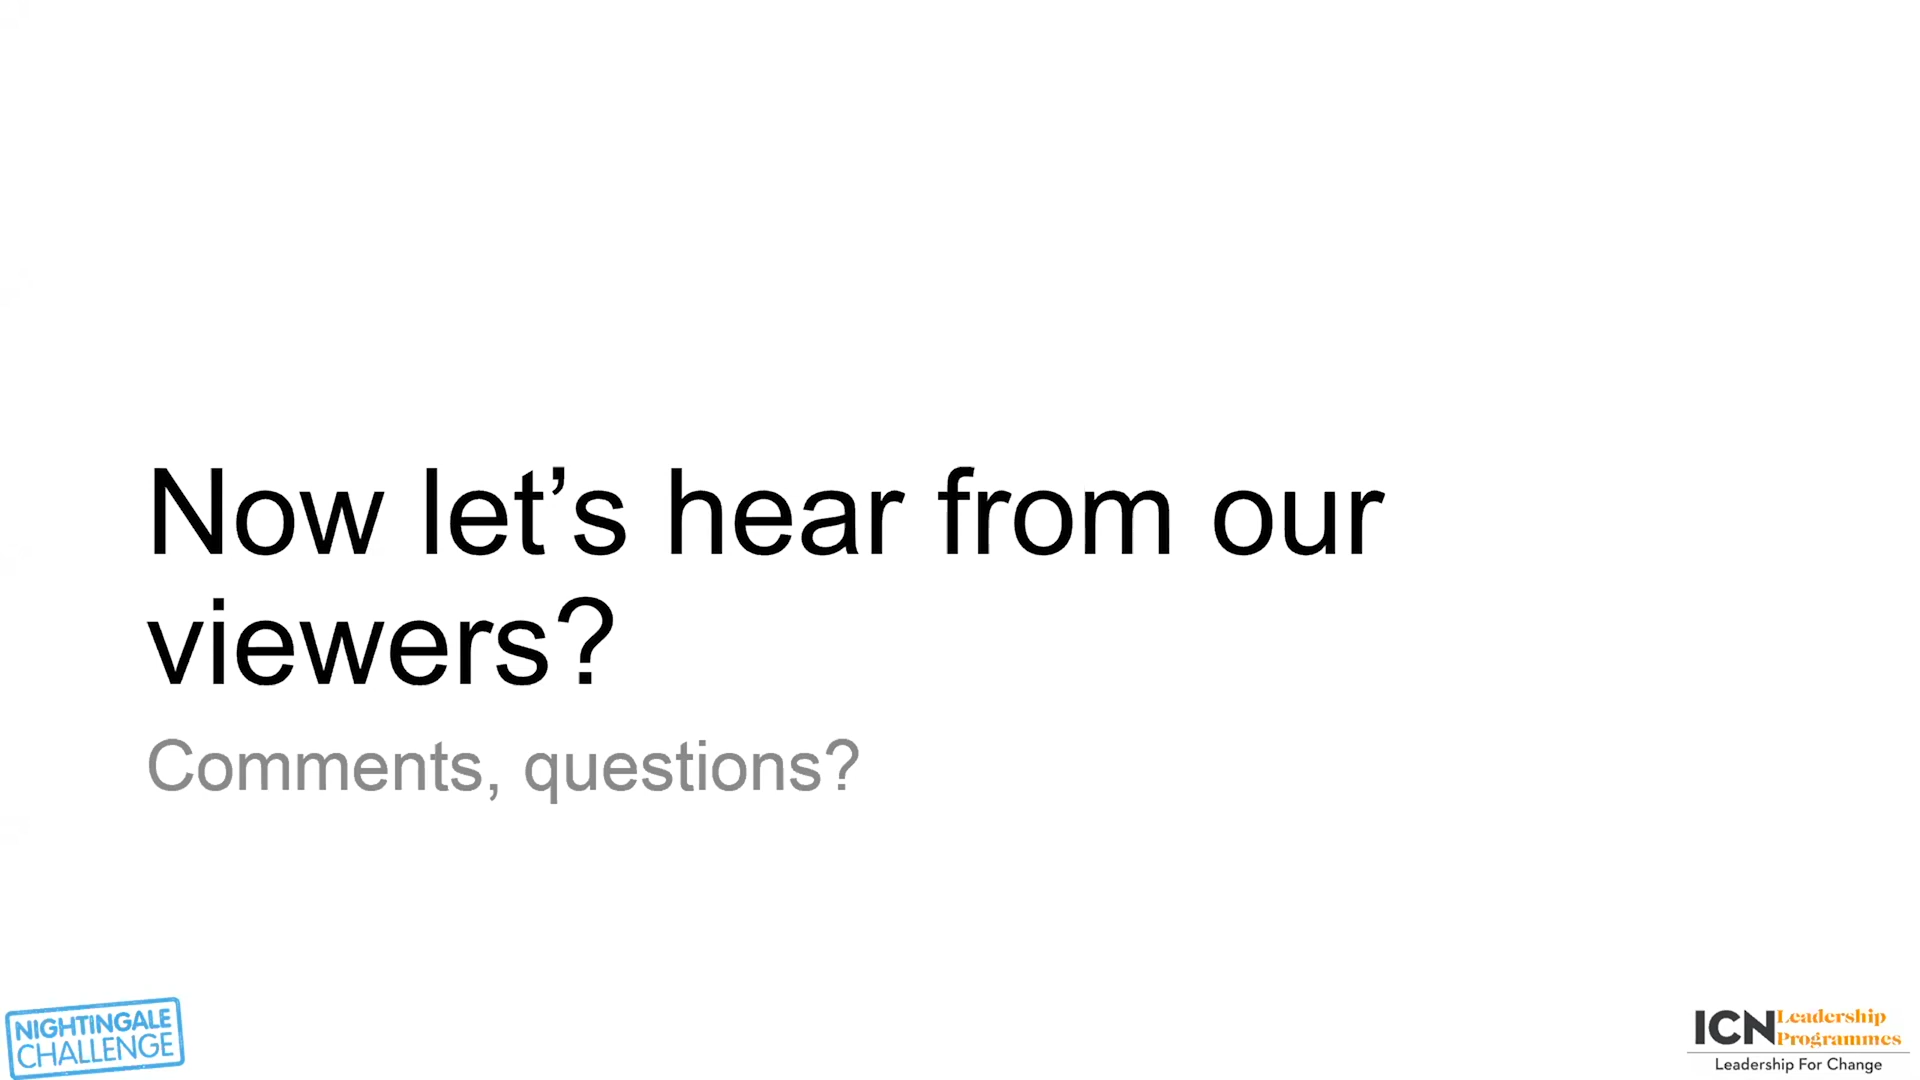 Now let’s hear from our
viewers?
Comments, questions?
NIGHTINGALE
CHALLENGE
ICN Leadership
Programmes
Leadership For Change